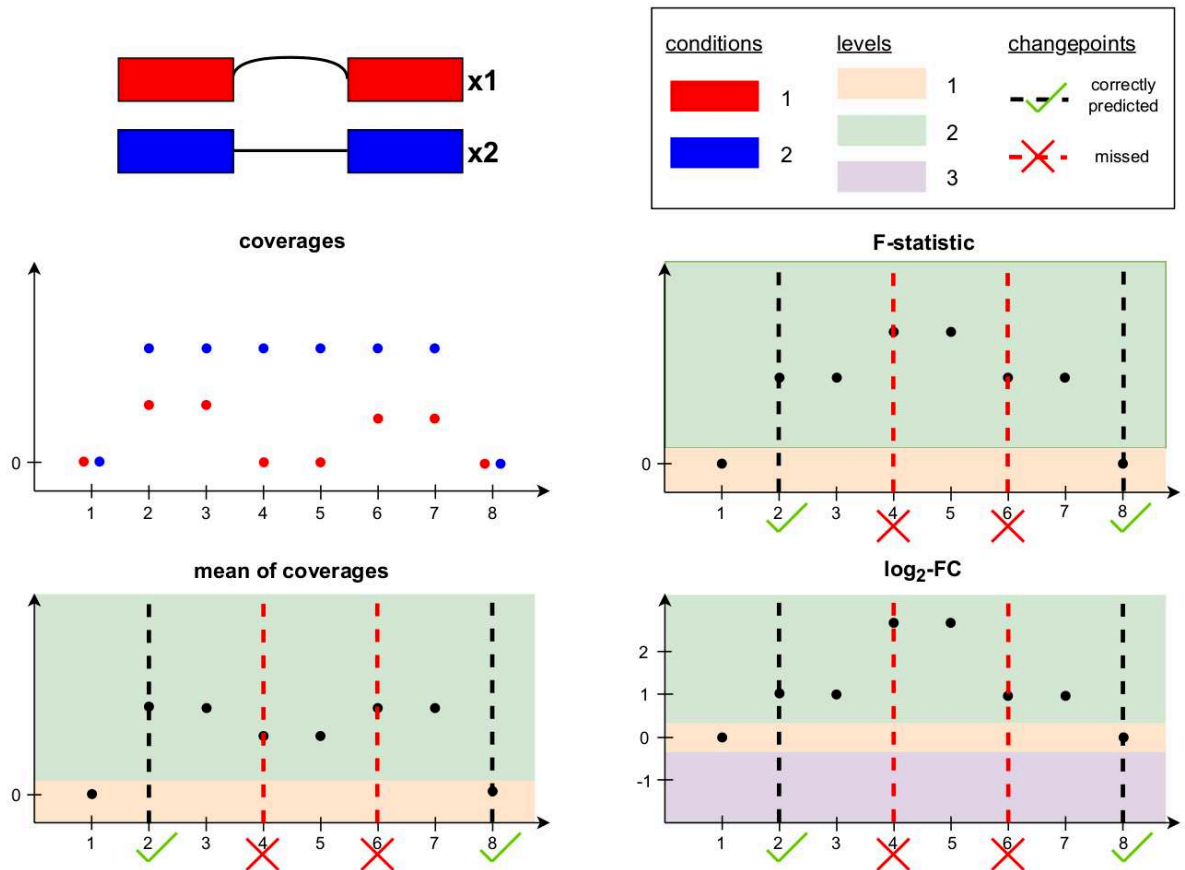 x1
x2
conditions
1
2
levels
1
2
3
changepoints
correctly
predicted
missed
coverages
0
1 2 3 4 5 6 7 8
F-statistic
0
1 2 3 4 5 6 7 8
mean of coverages
0
1 2 3 4 5 6 7 8
log₂-FC
2
1
0
-1
1 2 3 4 5 6 7 8